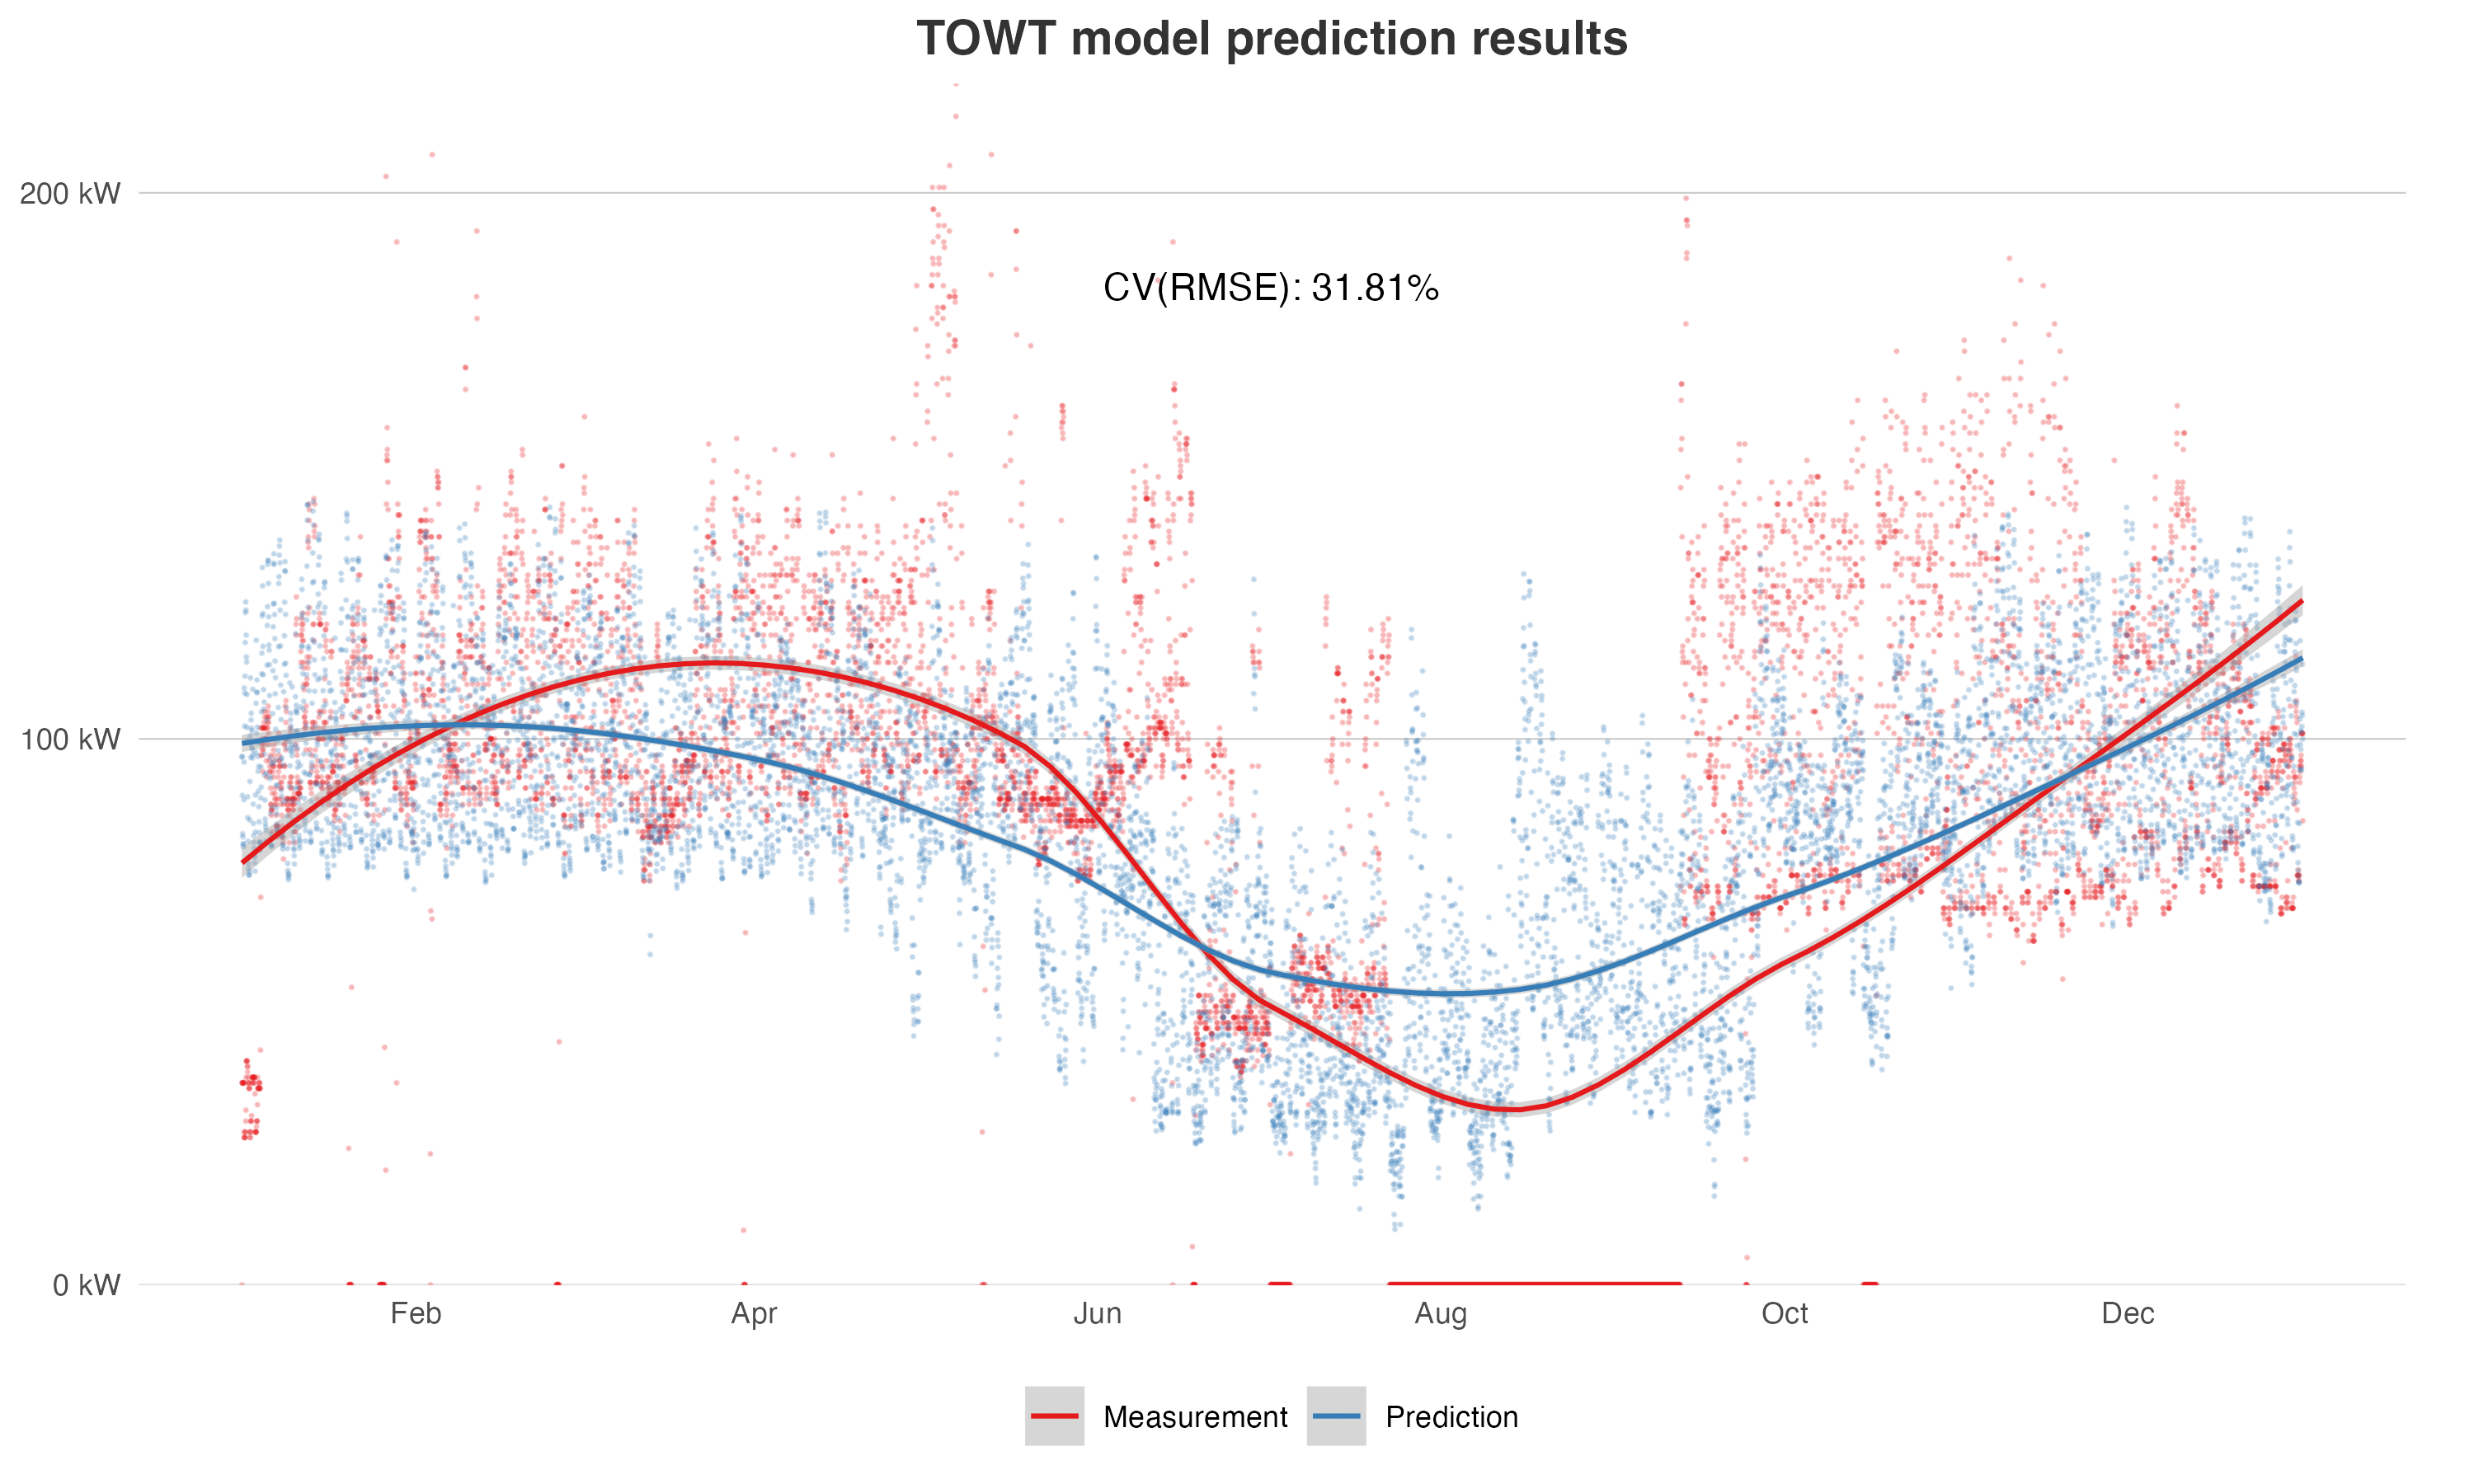 TOWT model prediction results
200 kW
CV(RMSE): 31.81%
100 kW
0 kW
Feb Apr Jun Aug Oct Dec
Measurement Prediction